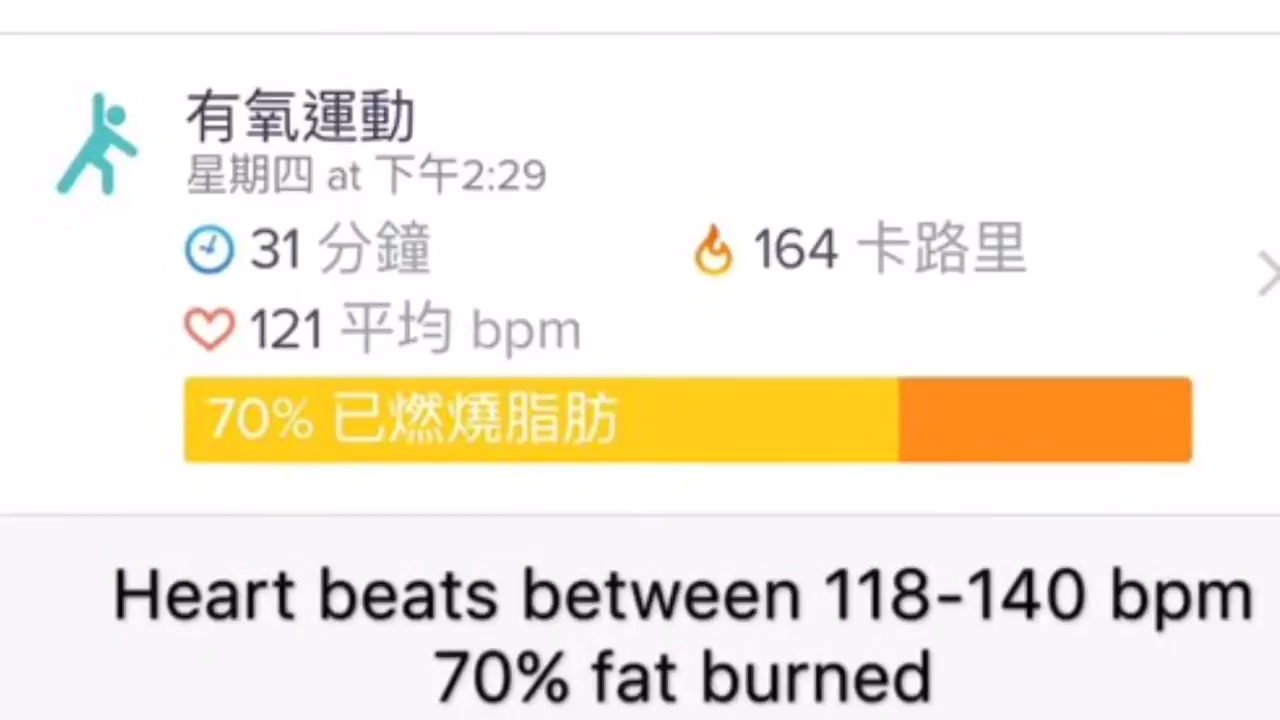 有氧運動
星期四 at 下午2:29
31 分鐘 164 卡路里
121 平均 bpm
70% 已燃燒脂肪
Heart beats between 118-140 bpm
70% fat burned